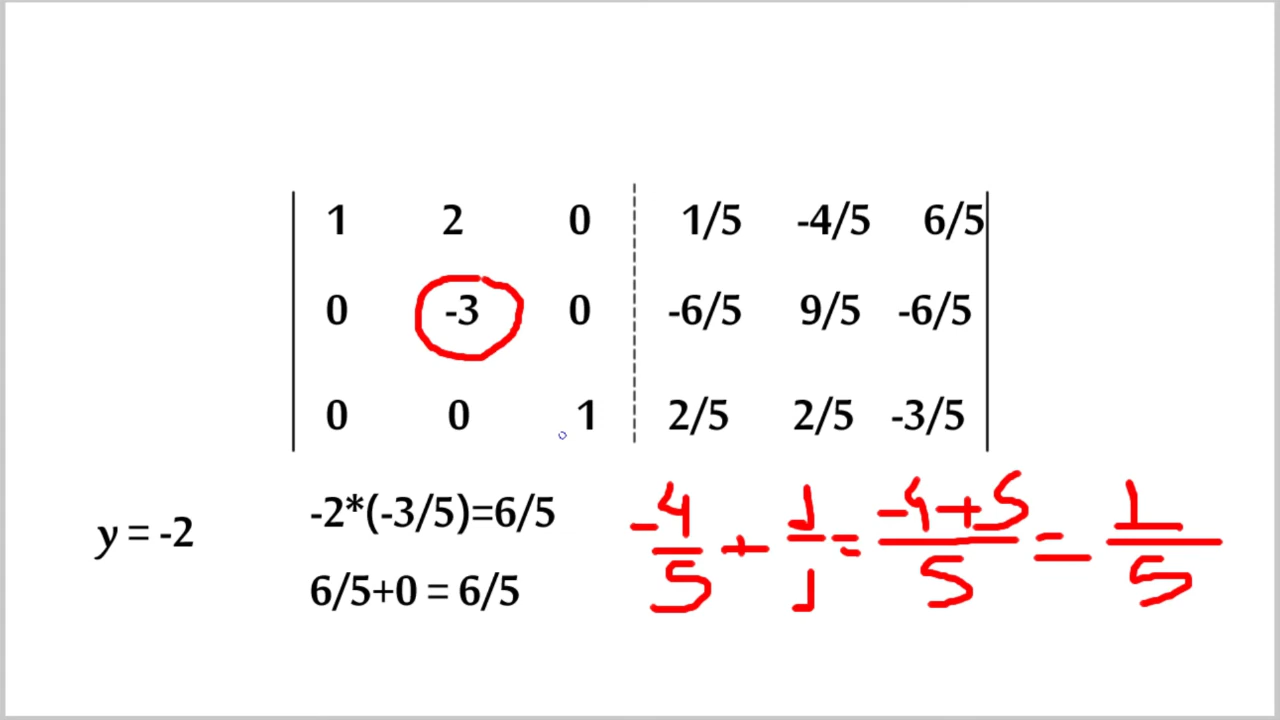 1 2 0 1/5 -4/5 6/5
0 -3 0 -6/5 9/5 -6/5
0 0 1 2/5 2/5 -3/5
y = -2
-2*(-3/5)=6/5
6/5+0 = 6/5
-4/5 + 1/1 = -4+5/5 = 1/5